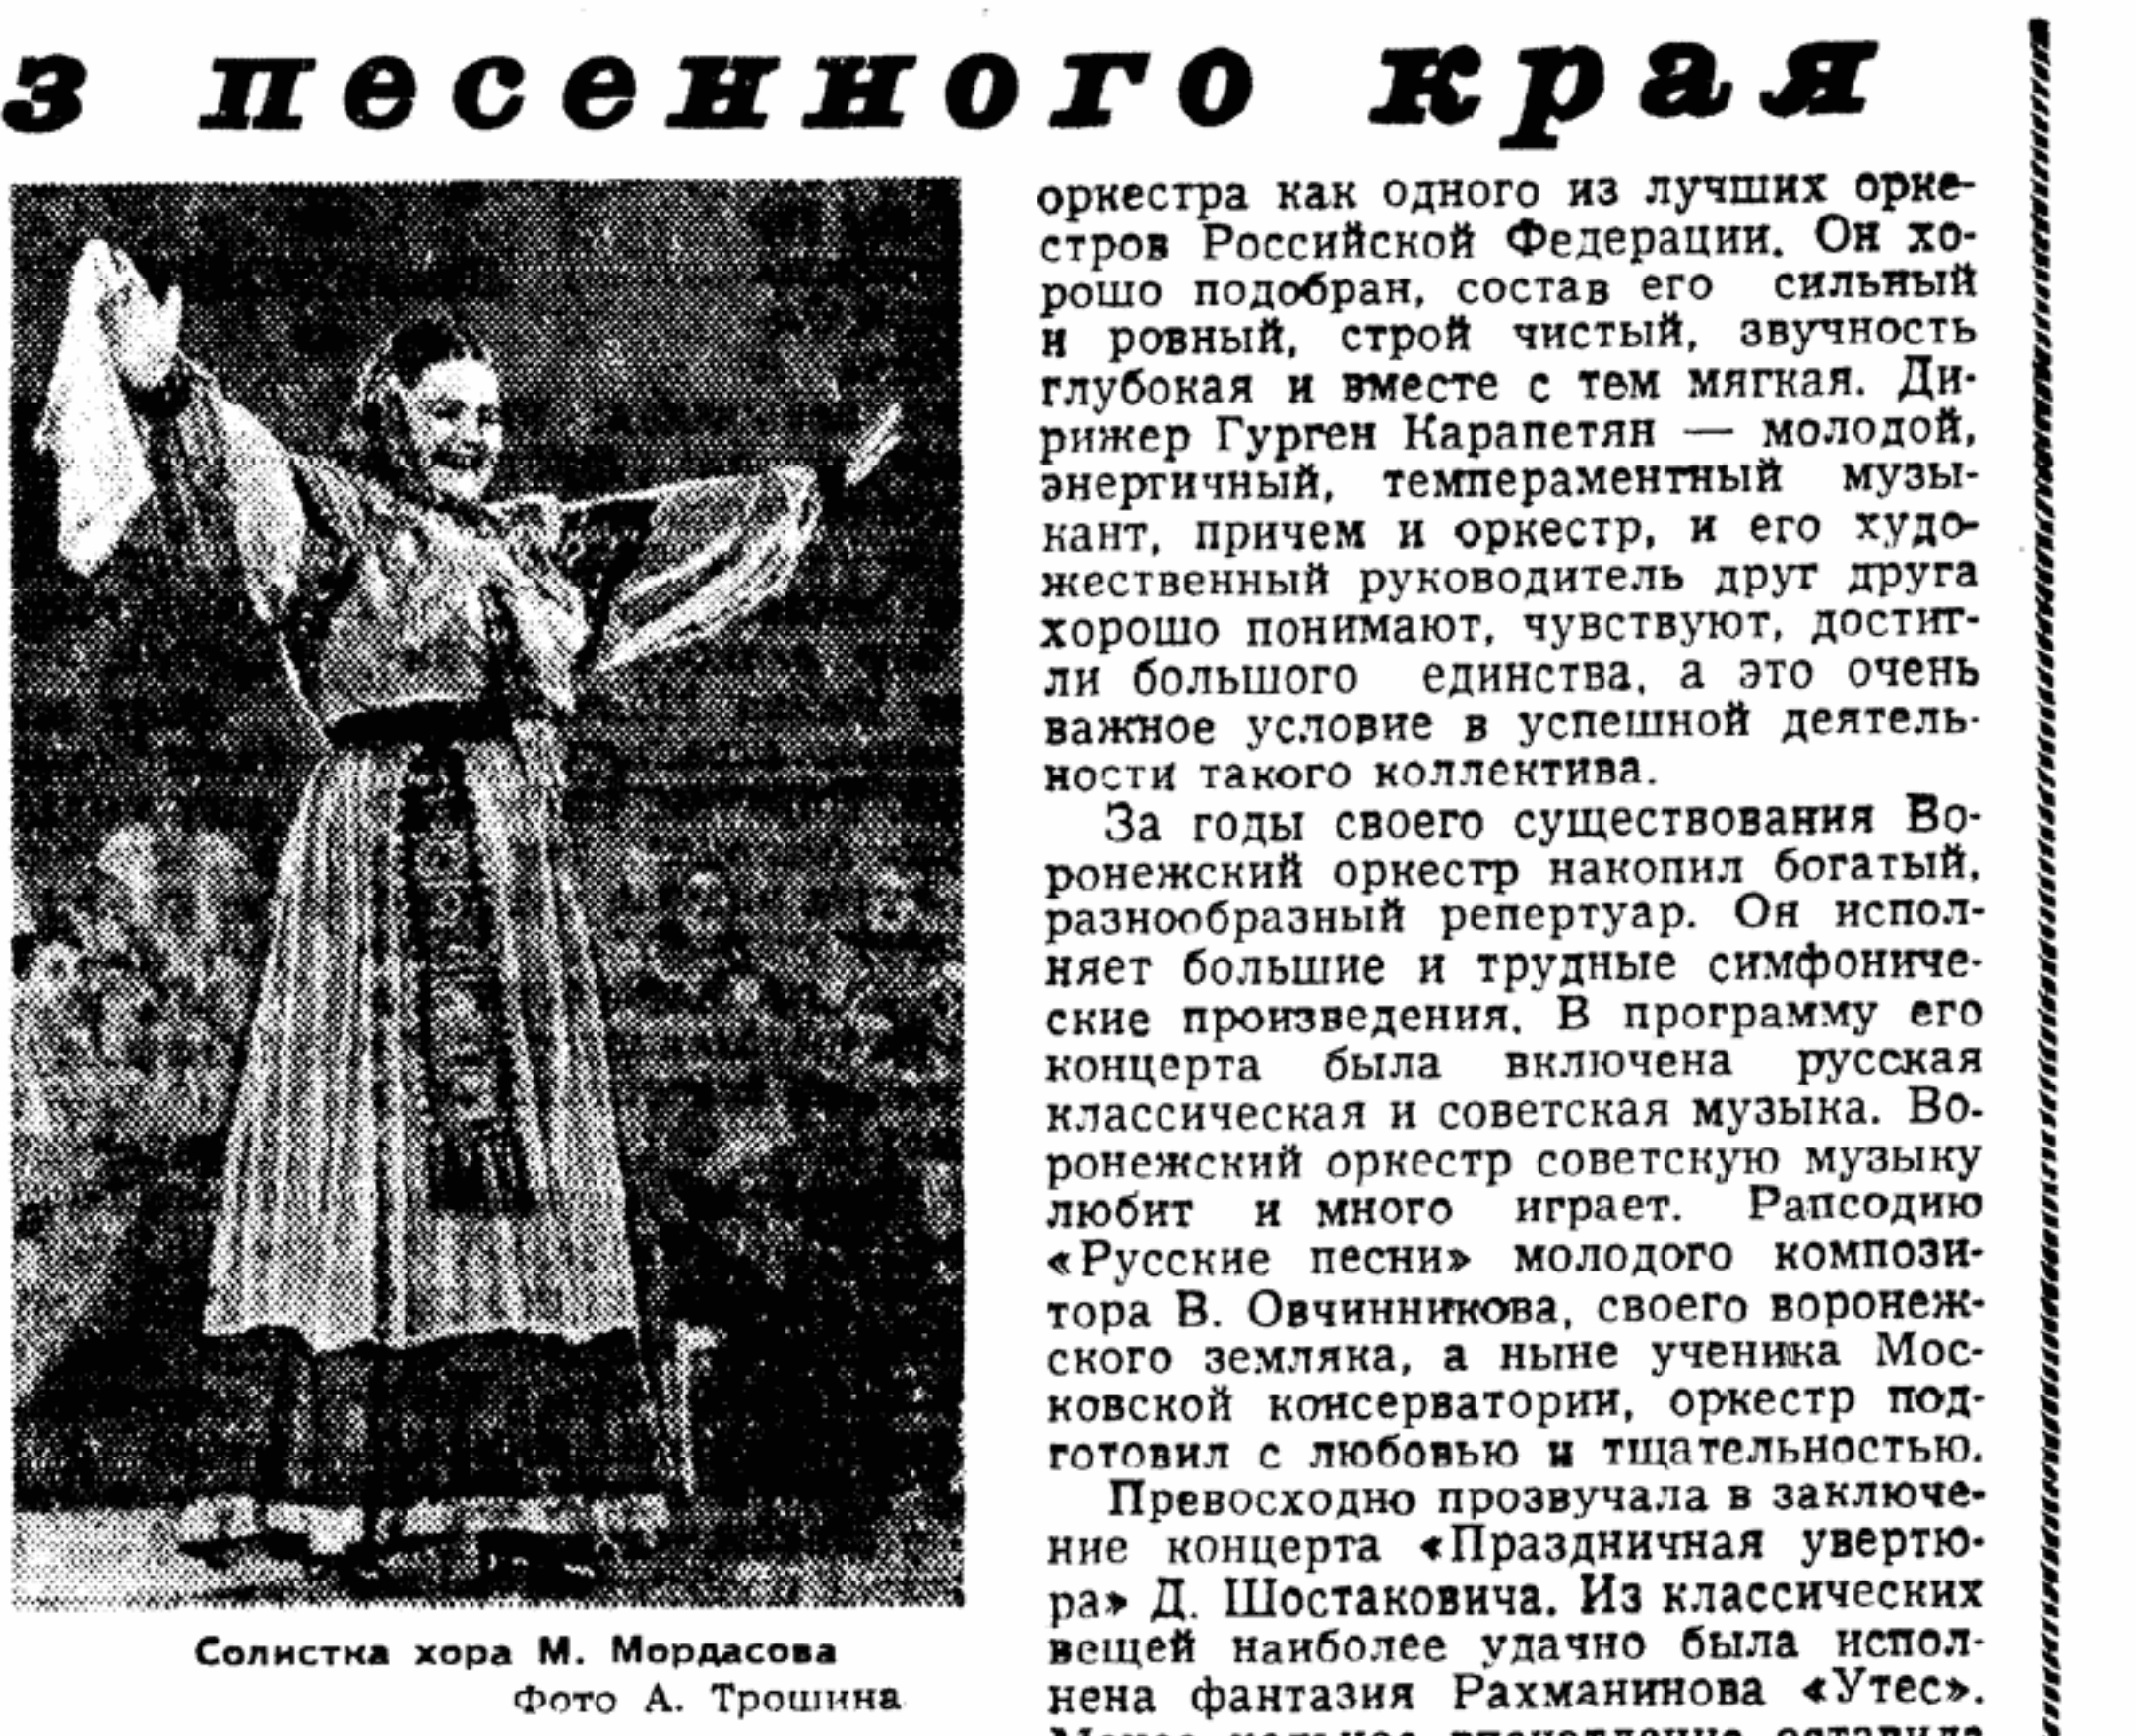 з песенного края
оркестра как одного из лучших орке-
стров Российской Федерации. Он хо-
рошо подобран, состав его сильный
и ровный, строй чистый, звучность
глубокая и вместе с тем мягкая. Ди-
рижер Гурген Карапетян — молодой,
энергичный, темпераментный музы-
кант, причем и оркестр, и его худо-
жественный руководитель друг друга
хорошо понимают, чувствуют, достиг-
ли большого единства, а это очень
важное условие в успешной деятель-
ности такого коллектива.
За годы своего существования Во-
ронежский оркестр накопил богатый,
разнообразный репертуар. Он испол-
няет большие и трудные симфониче-
ские произведения. В программу его
концерта была включена русская
классическая и советская музыка. Во-
ронежский оркестр советскую музыку
любит и много играет. Рапсодию
«Русские песни» молодого компози-
тора В. Овчинникова, своего воронеж-
ского земляка, а ныне ученика Мос-
ковской консерватории, оркестр под-
готовил с любовью и тщательностью.
Превосходно прозвучала в заключе-
ние концерта «Праздничная увертю-
ра» Д. Шостаковича. Из классических
вещей наиболее удачно была испол-
нена фантазия Рахманинова «Утес».
Солистка хора М. Мордасова
Фото А. Трошина